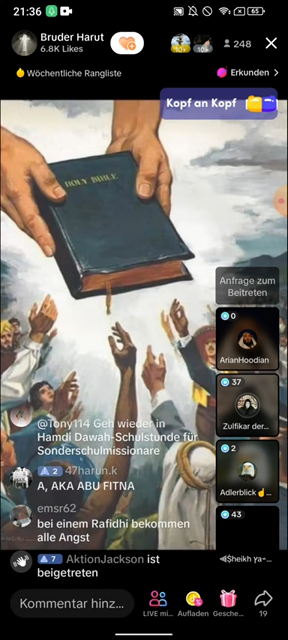 21:36
65
Bruder Harut
6.8K Likes
10+
10+
248
Wöchentliche Rangliste
Erkunden >
Kopf an Kopf
HOLY BIBLE
Anfrage zum
Beitreten
0
ArianHoodian
37
Zulfikar der...
2
Adlerblick☝...
43
@Tony114 Geh wieder in
Hamdi Dawah-Schulstunde für
Sonderschulmissionare
2 47harun.k
A, AKA ABU FITNA
emsr62
bei einem Rafidhi bekommen
alle Angst
7 AktionJackson ist
beigetreten
Kommentar hinz...
LIVE mi...
Aufladen
Gesche...
19